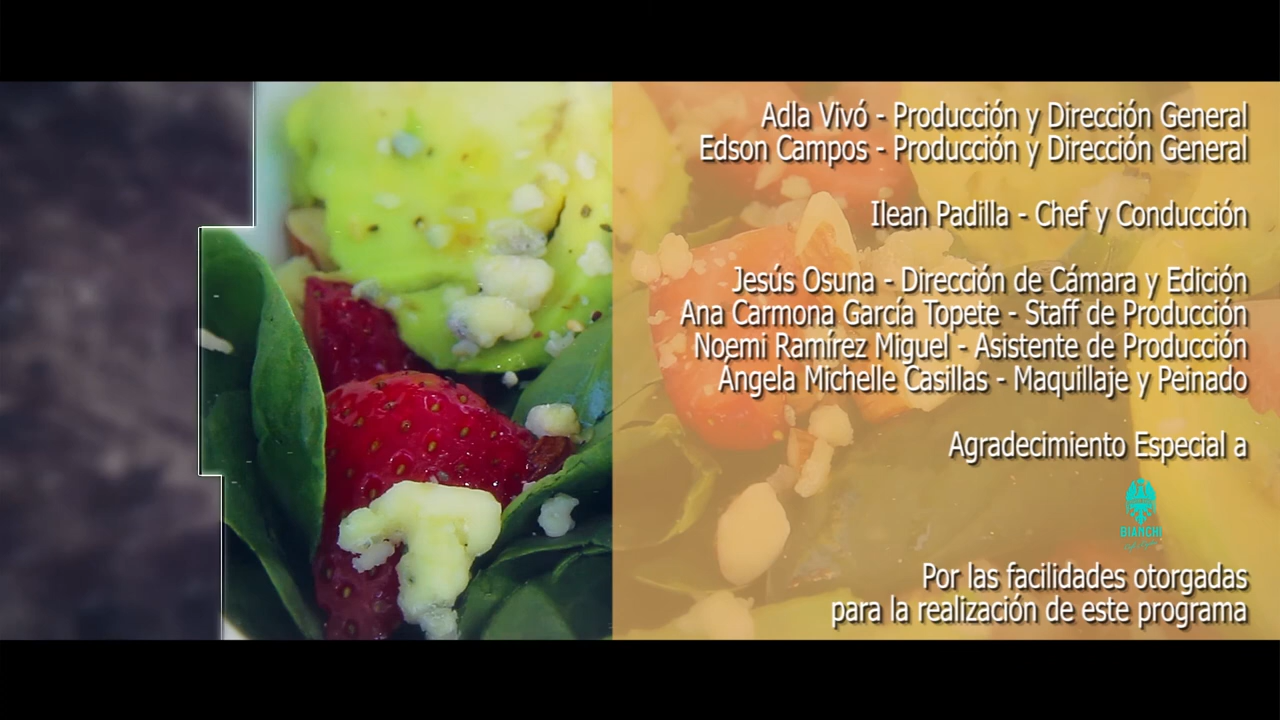 Adla Vivó - Producción y Dirección General
Edson Campos - Producción y Dirección General
Ilean Padilla - Chef y Conducción
Jesús Osuna - Dirección de Cámara y Edición
Ana Carmona García Topete - Staff de Producción
Noemi Ramírez Miguel - Asistente de Producción
Ángela Michelle Casillas - Maquillaje y Peinado
Agradecimiento Especial a
BIANCHI
Por las facilidades otorgadas
para la realización de este programa